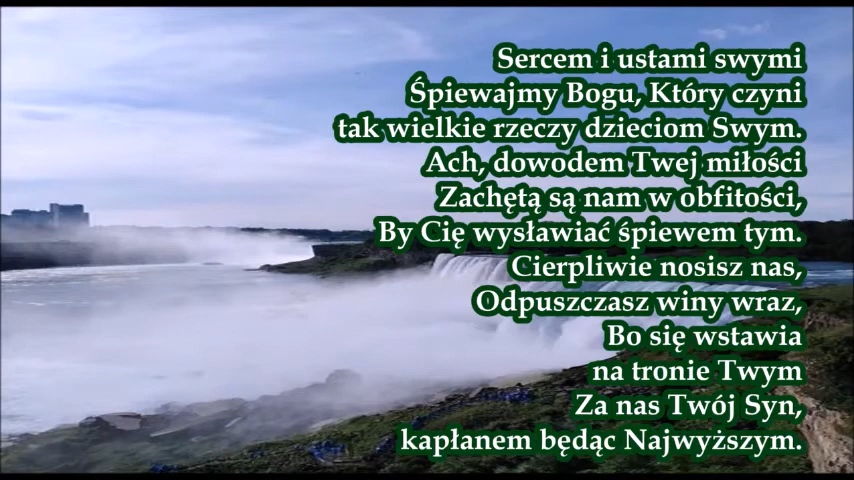 Sercem i ustami swymi
Śpiewajmy Bogu, Który czyni
tak wielkie rzeczy dzieciom Swym.
Ach, dowodem Twej miłości
Zachętą są nam w obfitości,
By Cię wysławiać śpiewem tym.
Cierpliwie nosisz nas,
Odpuszczasz winy wraz,
Bo się wstawia
na tronie Twym
Za nas Twój Syn,
kapłanem będąc Najwyższym.